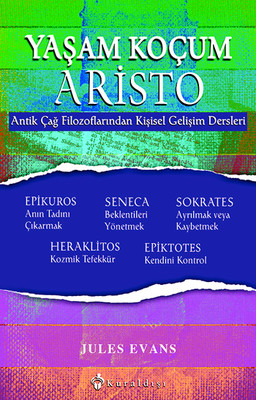 YAŞAM KOÇUM
ARİSTO
Antik Çağ Filozoflarından Kişisel Gelişim Dersleri
EPİKUROS
Anın Tadını
Çıkarmak
SENECA
Beklentileri
Yönetmek
SOKRATES
Ayrılmak veya
Kaybetmek
HERAKLİTOS
Kozmik Tefekkür
EPİKTOTES
Kendini Kontrol
JULES EVANS
Kuraldışı